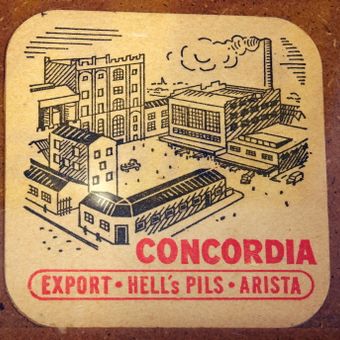 CONCORDIA
EXPORT • HELL's PILS • ARISTA